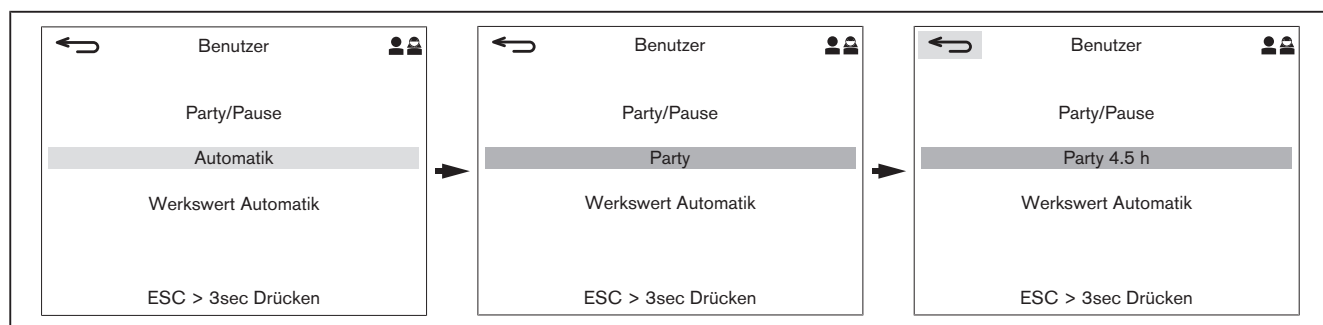 Benutzer
Party/Pause
Automatik
Werkswert Automatik
ESC > 3sec Drücken
Benutzer
Party/Pause
Party
Werkswert Automatik
ESC > 3sec Drücken
Benutzer
Party/Pause
Party 4.5 h
Werkswert Automatik
ESC > 3sec Drücken